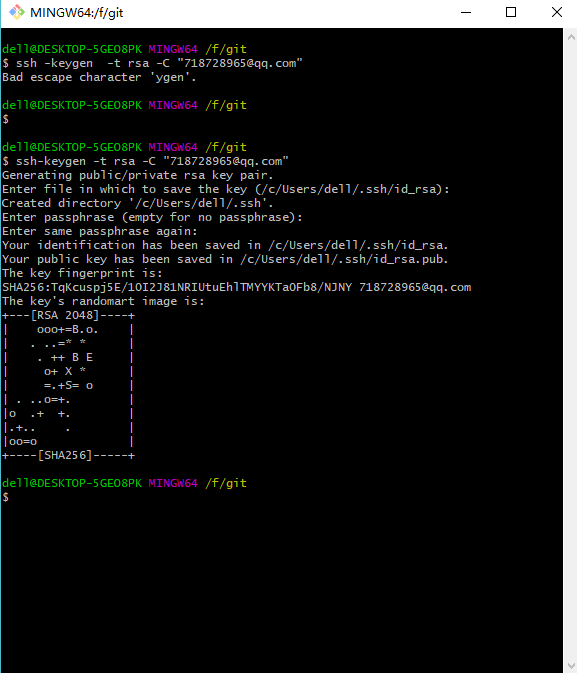 MINGW64:/f/git
dell@DESKTOP-5GEO8PK MINGW64 /f/git
$ ssh -keygen  -t rsa -C "718728965@qq.com"
Bad escape character 'ygen'.
dell@DESKTOP-5GEO8PK MINGW64 /f/git
$
dell@DESKTOP-5GEO8PK MINGW64 /f/git
$ ssh-keygen -t rsa -C "718728965@qq.com"
Generating public/private rsa key pair.
Enter file in which to save the key (/c/Users/dell/.ssh/id_rsa):
Created directory '/c/Users/dell/.ssh'.
Enter passphrase (empty for no passphrase):
Enter same passphrase again:
Your identification has been saved in /c/Users/dell/.ssh/id_rsa.
Your public key has been saved in /c/Users/dell/.ssh/id_rsa.pub.
The key fingerprint is:
SHA256:TqKcuspj5E/1OI2J81NRIUtuEhlTMYYKTaOFb8/NJNY 718728965@qq.com
The key's randomart image is:
+---[RSA 2048]----+
|    ooo+=B.o.    |
|   . ..=* *      |
|    . ++ B E     |
|     o+ X *      |
|     =.+S= o     |
| . ..o=+.        |
|o  .+  +.        |
|.+..    .        |
|oo=o             |
+----[SHA256]-----+
dell@DESKTOP-5GEO8PK MINGW64 /f/git
$